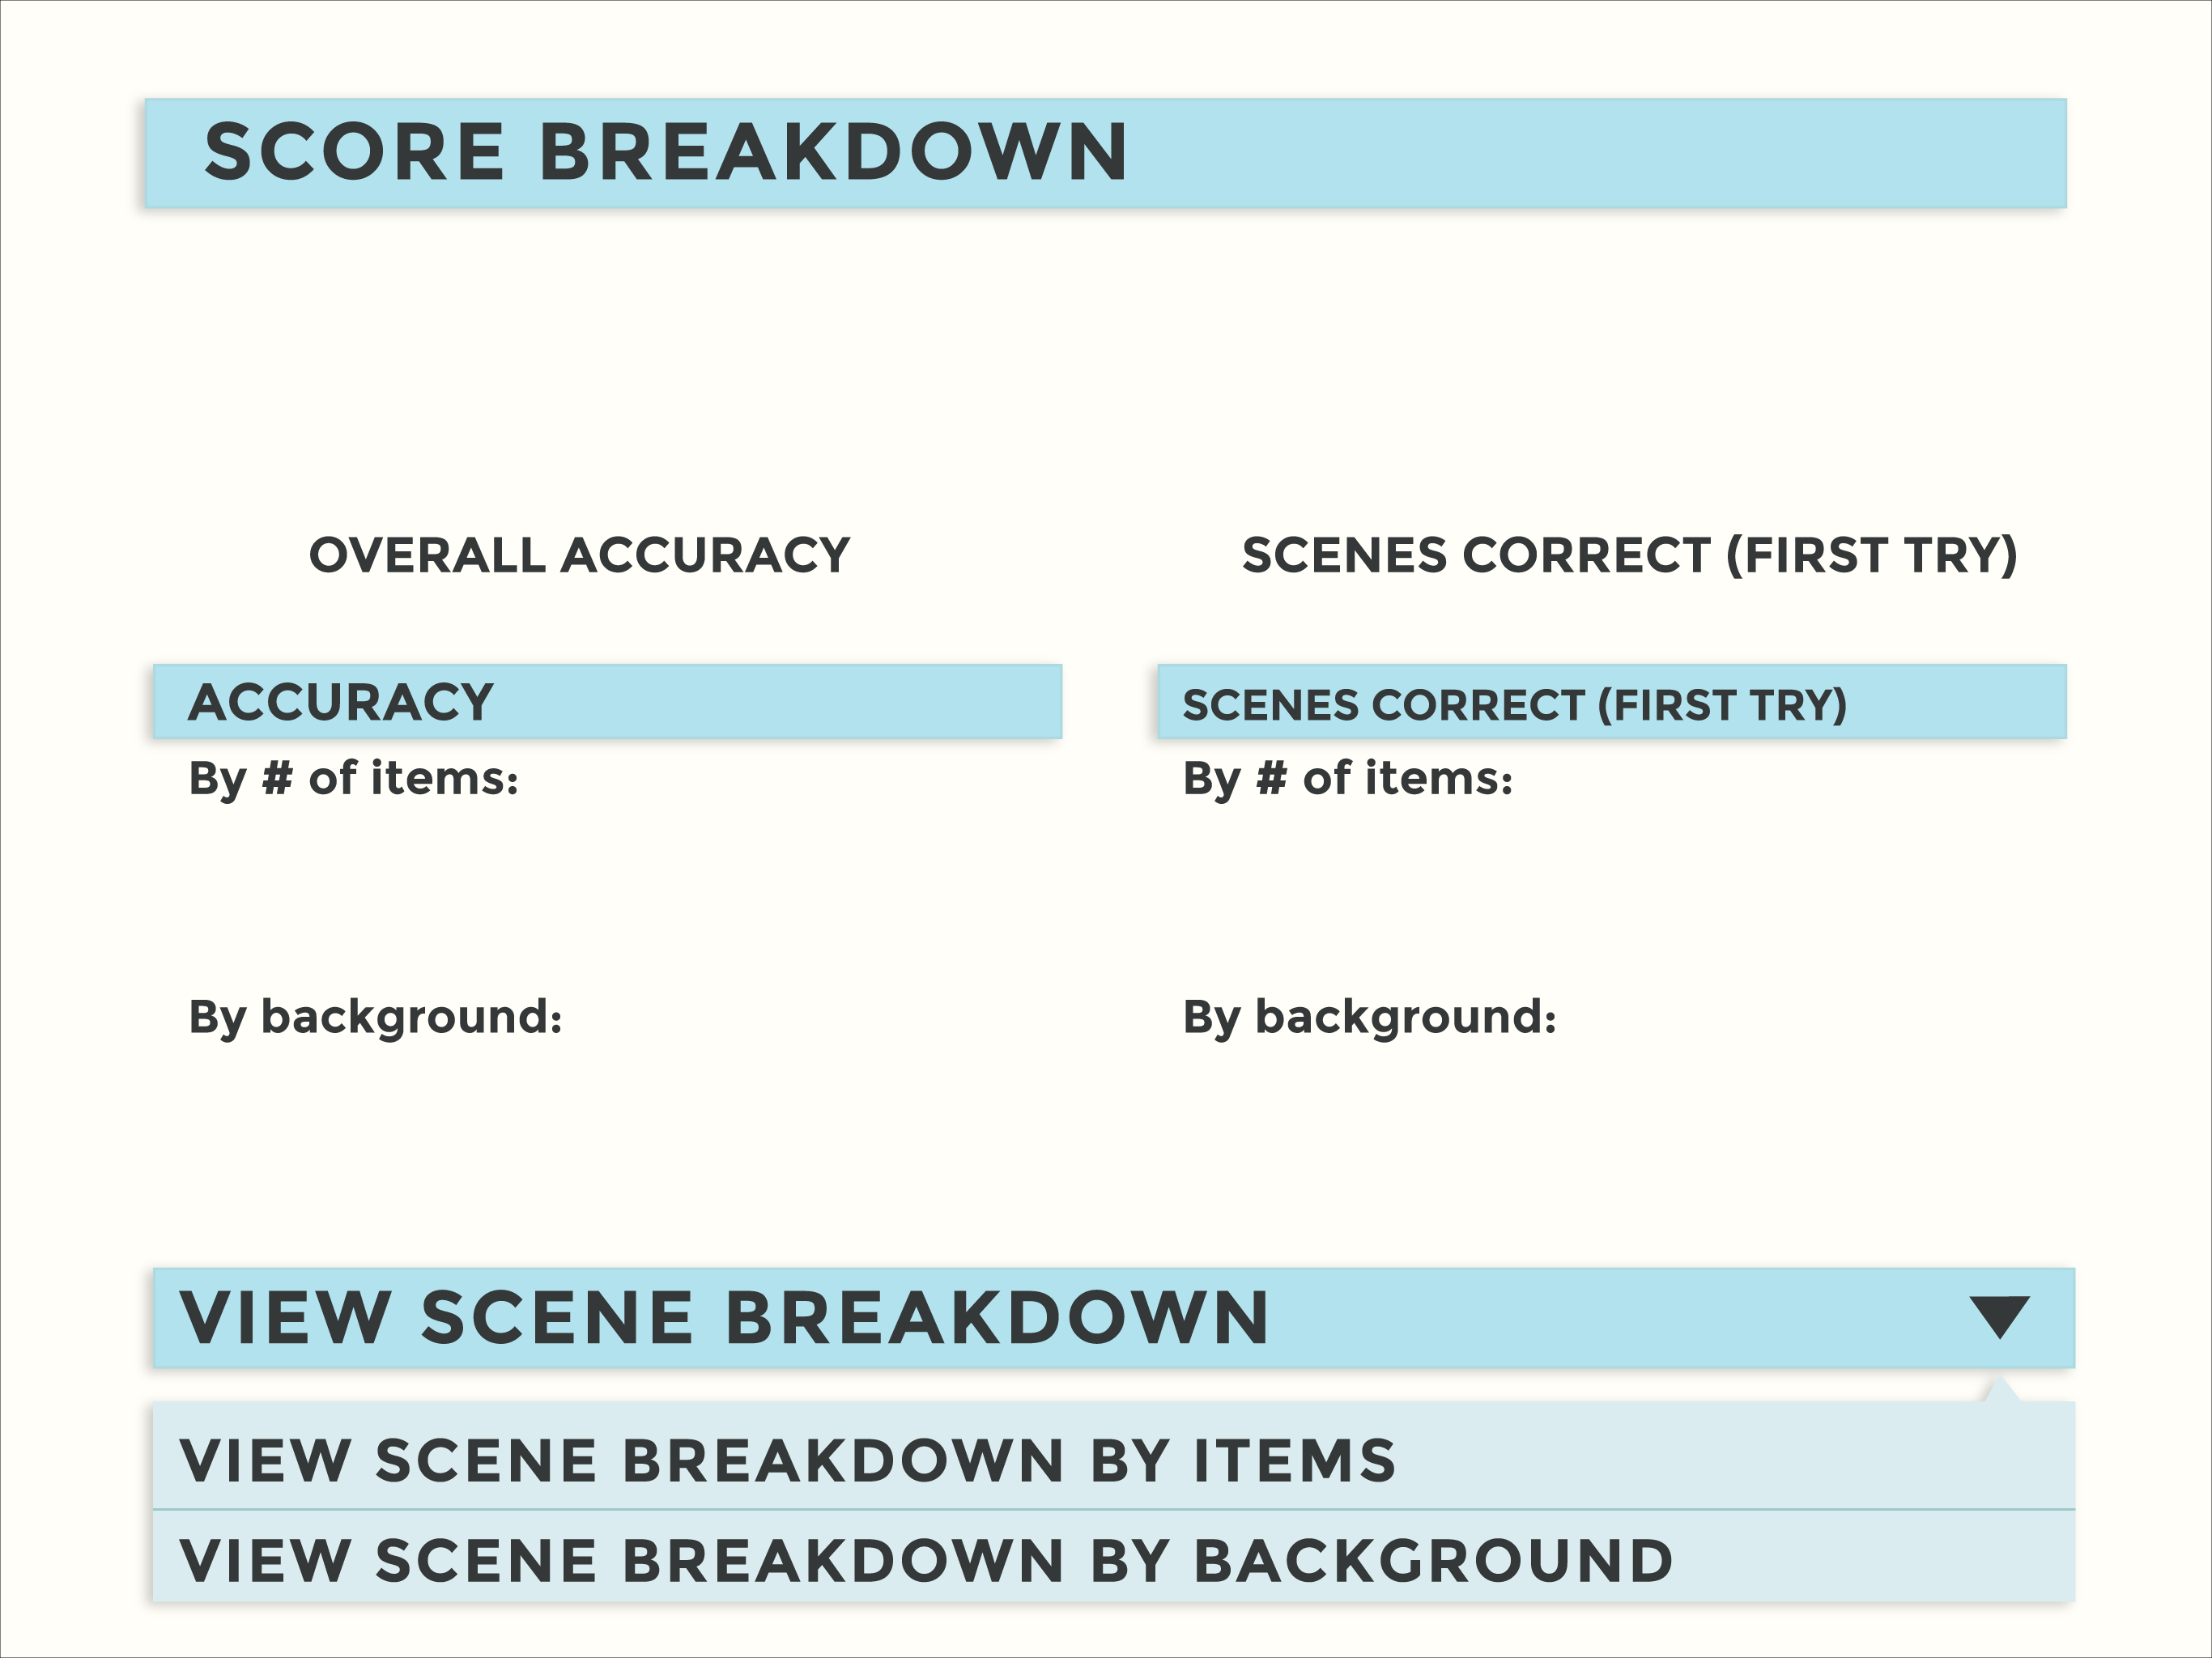 SCORE BREAKDOWN
OVERALL ACCURACY
SCENES CORRECT (FIRST TRY)
ACCURACY
By # of items:
By background:
SCENES CORRECT (FIRST TRY)
By # of items:
By background:
VIEW SCENE BREAKDOWN
VIEW SCENE BREAKDOWN BY ITEMS
VIEW SCENE BREAKDOWN BY BACKGROUND